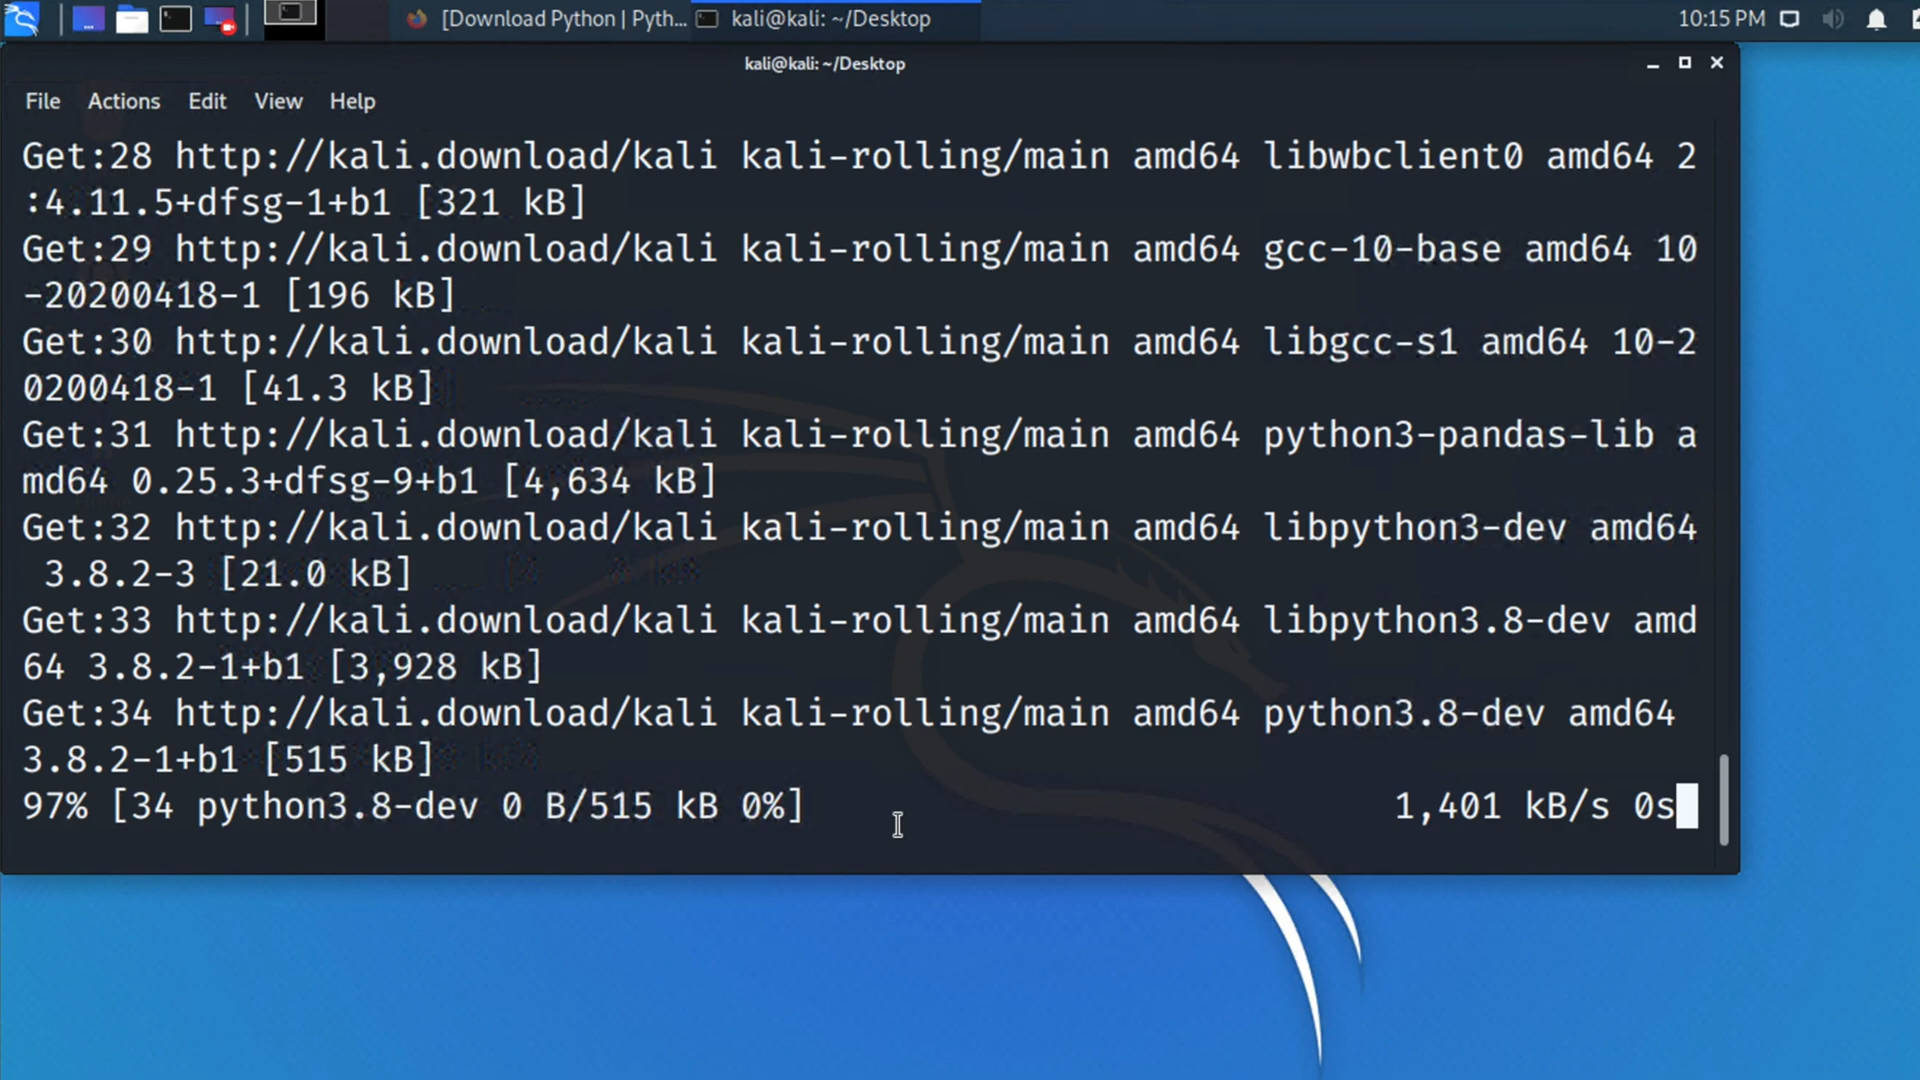 [Download Python | Pyth... kali@kali: ~/Desktop 10:15 PM
kali@kali: ~/Desktop
File Actions Edit View Help
Get:28 http://kali.download/kali kali-rolling/main amd64 libwbclient0 amd64 2
:4.11.5+dfsg-1+b1 [321 kB]
Get:29 http://kali.download/kali kali-rolling/main amd64 gcc-10-base amd64 10
-20200418-1 [196 kB]
Get:30 http://kali.download/kali kali-rolling/main amd64 libgcc-s1 amd64 10-2
0200418-1 [41.3 kB]
Get:31 http://kali.download/kali kali-rolling/main amd64 python3-pandas-lib a
md64 0.25.3+dfsg-9+b1 [4,634 kB]
Get:32 http://kali.download/kali kali-rolling/main amd64 libpython3-dev amd64
 3.8.2-3 [21.0 kB]
Get:33 http://kali.download/kali kali-rolling/main amd64 libpython3.8-dev amd
64 3.8.2-1+b1 [3,928 kB]
Get:34 http://kali.download/kali kali-rolling/main amd64 python3.8-dev amd64
3.8.2-1+b1 [515 kB]
97% [34 python3.8-dev 0 B/515 kB 0%] 1,401 kB/s 0s